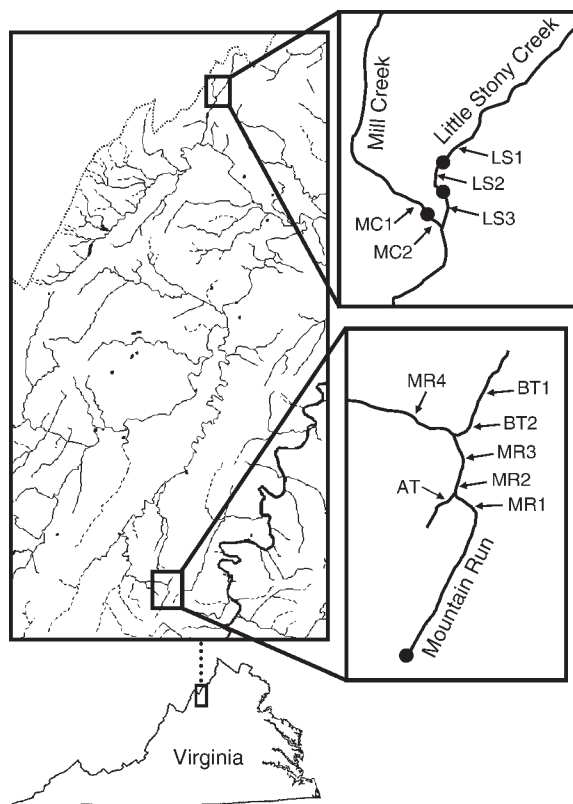 Mill Creek
Little Stony Creek
LS1
LS2
LS3
MC1
MC2
MR4
BT1
BT2
MR3
MR2
AT
MR1
Mountain Run
Virginia